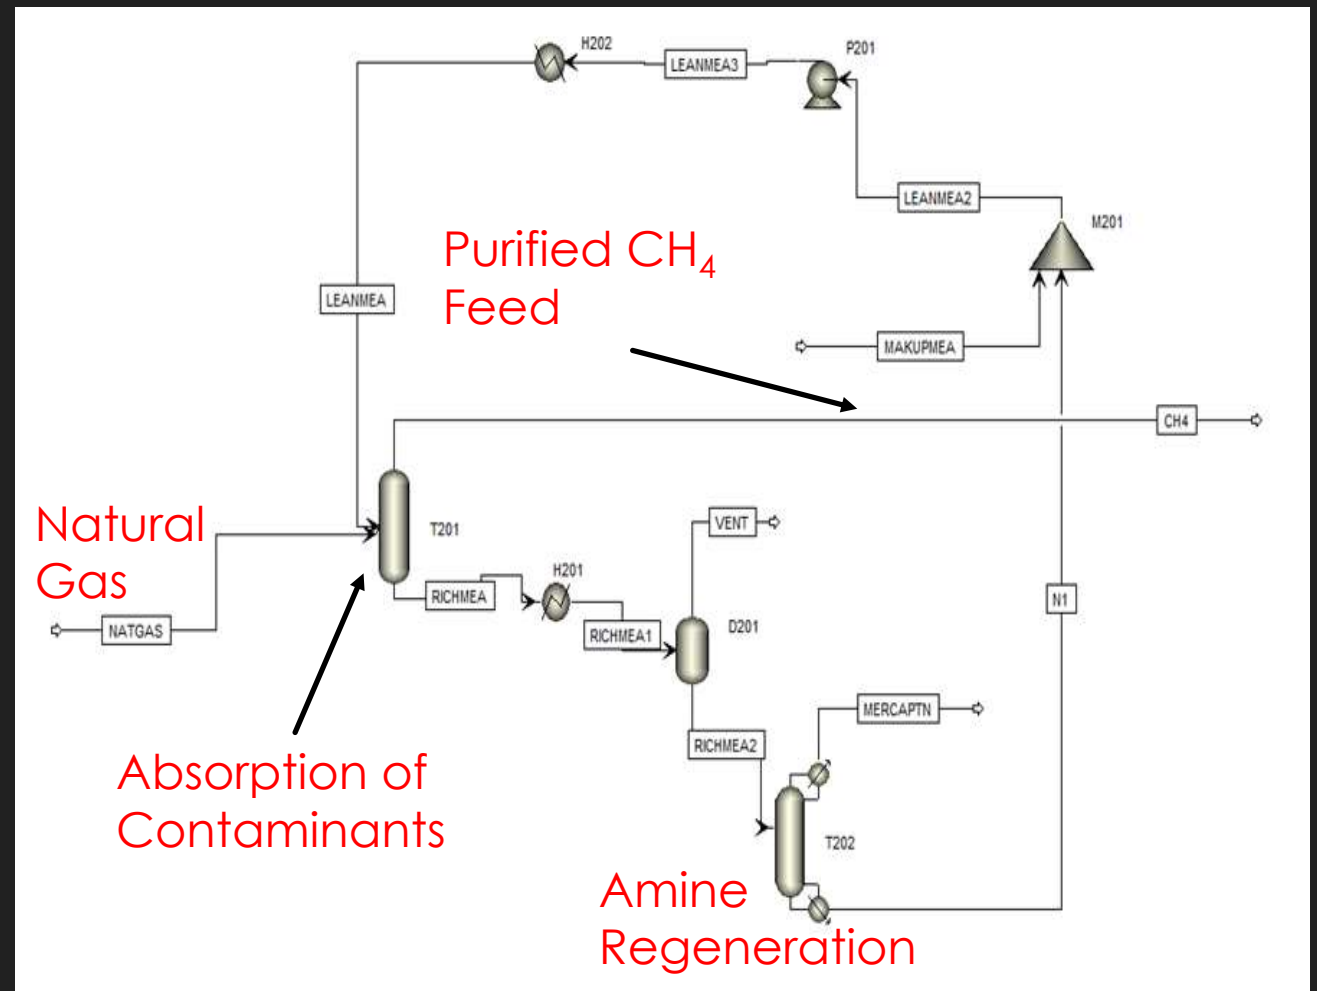 H202
LEANMEA3
P201
LEANMEA2
M201
Purified CH₄
Feed
LEANMEA
MAKUPMEA
CH4
Natural
Gas
T201
VENT
H201
RICHMEA
N1
NATGAS
RICHMEA1
D201
MERCAPTN
RICHMEA2
Absorption of
Contaminants
T202
Amine
Regeneration